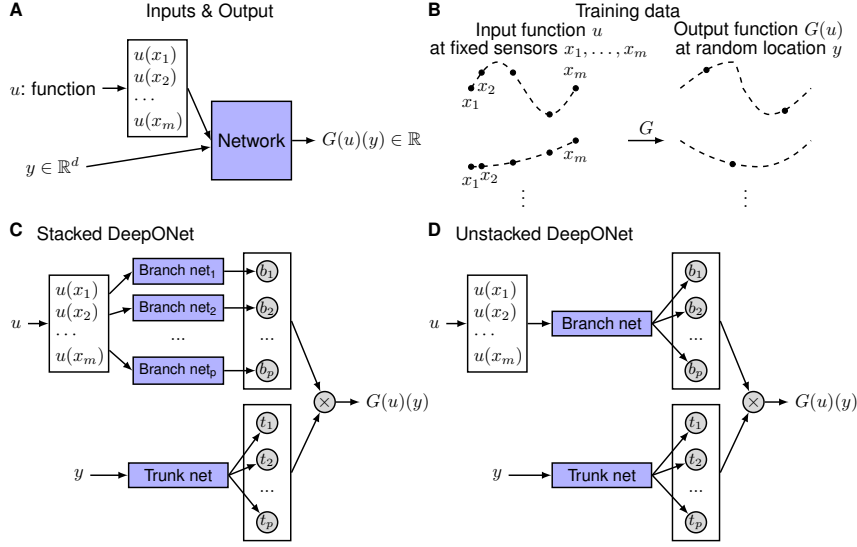 A
Inputs & Output
u: function
u(x₁)
u(x₂)
⋯
u(xₘ)
Network
G(u)(y) ∈ ℝ
y ∈ ℝᵈ
B
Training data
Input function u
at fixed sensors x₁, . . . , xₘ
Output function G(u)
at random location y
x₁
x₂
xₘ
x₁
x₂
xₘ
G
⋮
⋮
C
Stacked DeepONet
u
u(x₁)
u(x₂)
⋯
u(xₘ)
Branch net₁
Branch net₂
...
Branch netₚ
b₁
b₂
...
bₚ
×
G(u)(y)
y
Trunk net
t₁
t₂
...
tₚ
D
Unstacked DeepONet
u
u(x₁)
u(x₂)
⋯
u(xₘ)
Branch net
b₁
b₂
...
bₚ
×
G(u)(y)
y
Trunk net
t₁
t₂
...
tₚ